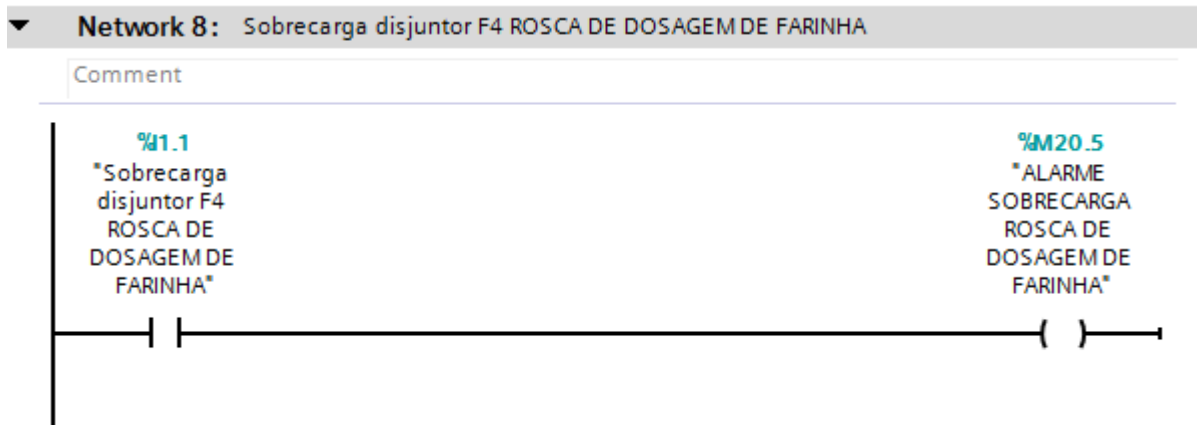 Network 8: Sobrecarga disjuntor F4 ROSCA DE DOSAGEM DE FARINHA
Comment
%I1.1
"Sobrecarga
disjuntor F4
ROSCA DE
DOSAGEM DE
FARINHA"
%M20.5
"ALARME
SOBRECARGA
ROSCA DE
DOSAGEM DE
FARINHA"